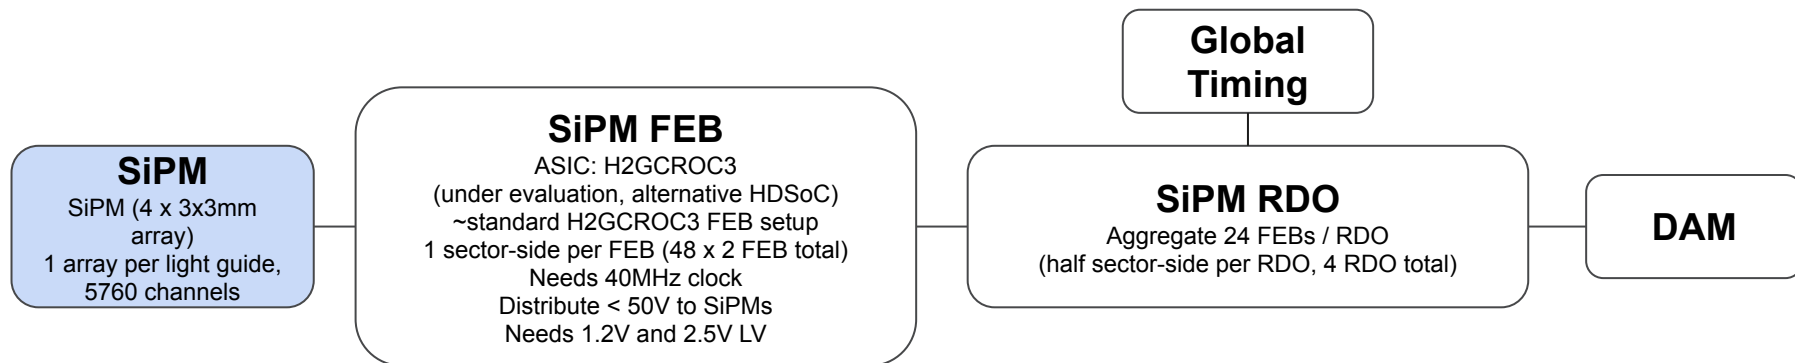 SiPM
SiPM (4 x 3x3mm
array)
1 array per light guide,
5760 channels
SiPM FEB
ASIC: H2GCROC3
(under evaluation, alternative HDSoC)
~standard H2GCROC3 FEB setup
1 sector-side per FEB (48 x 2 FEB total)
Needs 40MHz clock
Distribute < 50V to SiPMs
Needs 1.2V and 2.5V LV
Global
Timing
SiPM RDO
Aggregate 24 FEBs / RDO
(half sector-side per RDO, 4 RDO total)
DAM